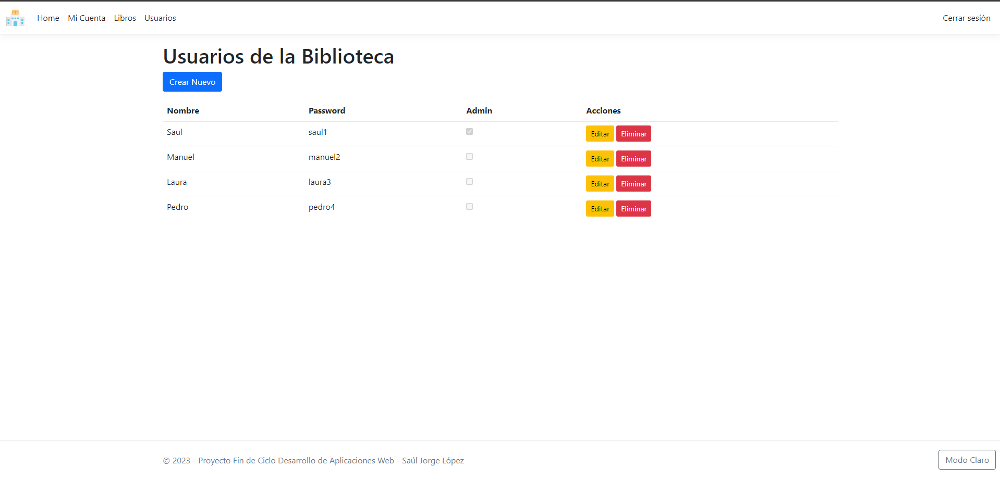 Home Mi Cuenta Libros Usuarios Cerrar sesión
Usuarios de la Biblioteca
Crear Nuevo
Nombre Password Admin Acciones
Saul saul1 Editar Eliminar
Manuel manuel2 Editar Eliminar
Laura laura3 Editar Eliminar
Pedro pedro4 Editar Eliminar
© 2023 - Proyecto Fin de Ciclo Desarrollo de Aplicaciones Web - Saúl Jorge López Modo Claro